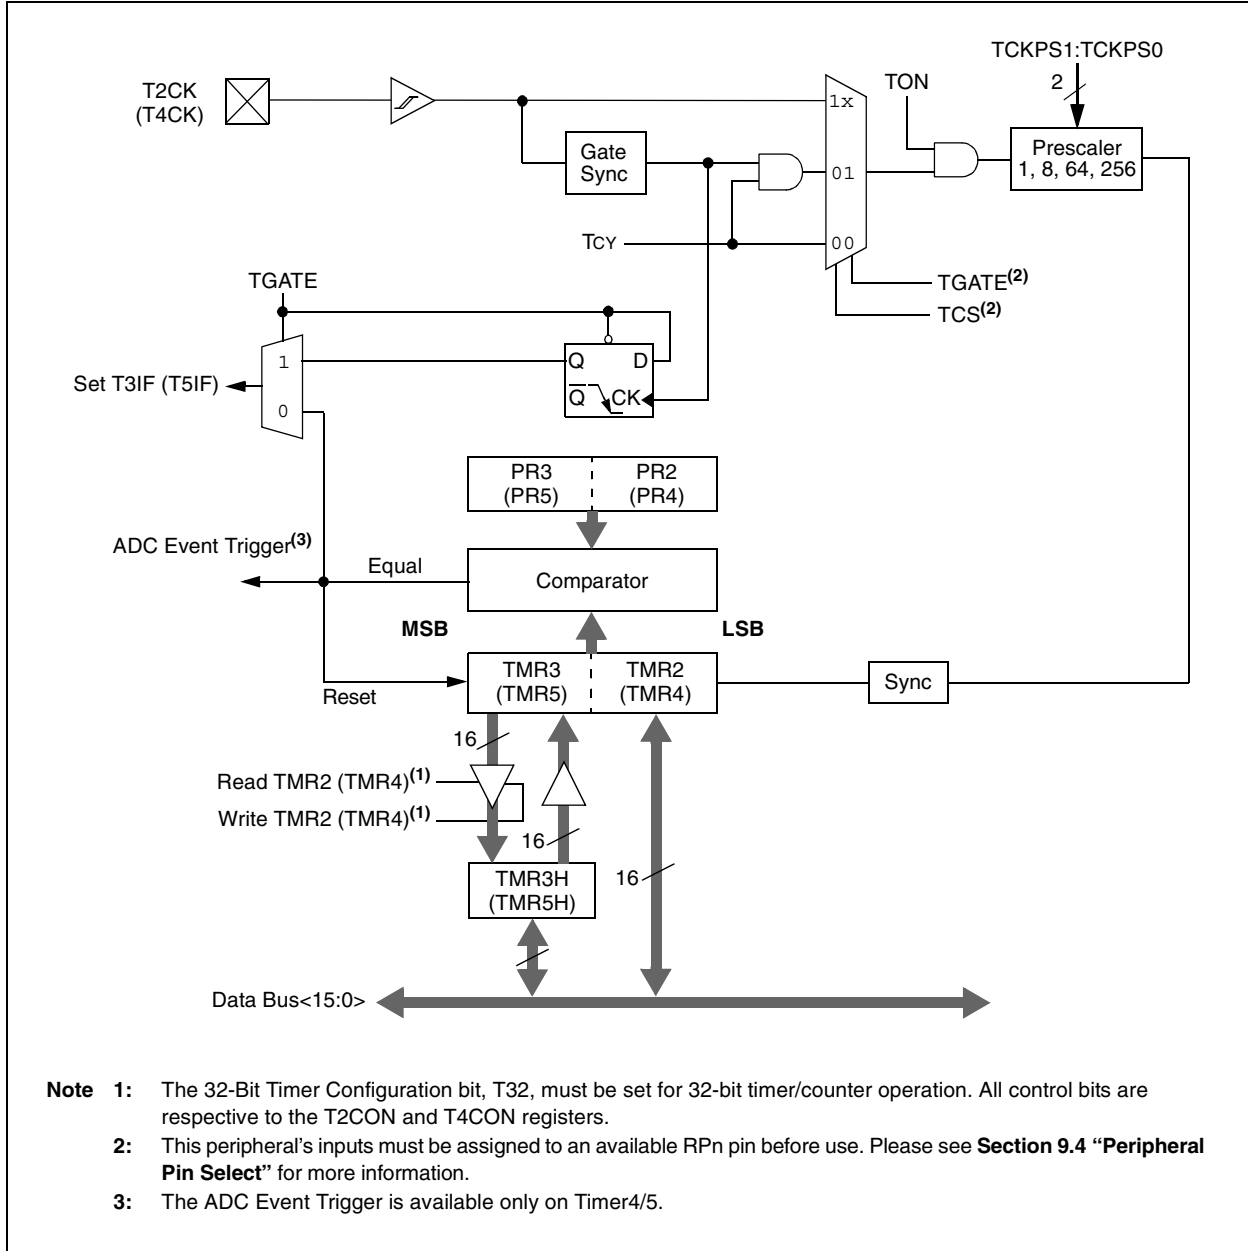 TCKPS1:TCKPS0
T2CK
(T4CK)
TON
2
1x
Gate
Sync
Prescaler
1, 8, 64, 256
01
TCY
00
TGATE
TGATE(2)
TCS(2)
1
Q D
Set T3IF (T5IF)
Q CK
0
PR3
(PR5)
PR2
(PR4)
ADC Event Trigger(3)
Equal
Comparator
MSB
LSB
TMR3
(TMR5)
TMR2
(TMR4)
Sync
Reset
16
Read TMR2 (TMR4)(1)
Write TMR2 (TMR4)(1)
16
16
TMR3H
(TMR5H)
Data Bus<15:0>
Note 1: The 32-Bit Timer Configuration bit, T32, must be set for 32-bit timer/counter operation. All control bits are
respective to the T2CON and T4CON registers.
2: This peripheral's inputs must be assigned to an available RPn pin before use. Please see Section 9.4 “Peripheral
Pin Select” for more information.
3: The ADC Event Trigger is available only on Timer4/5.